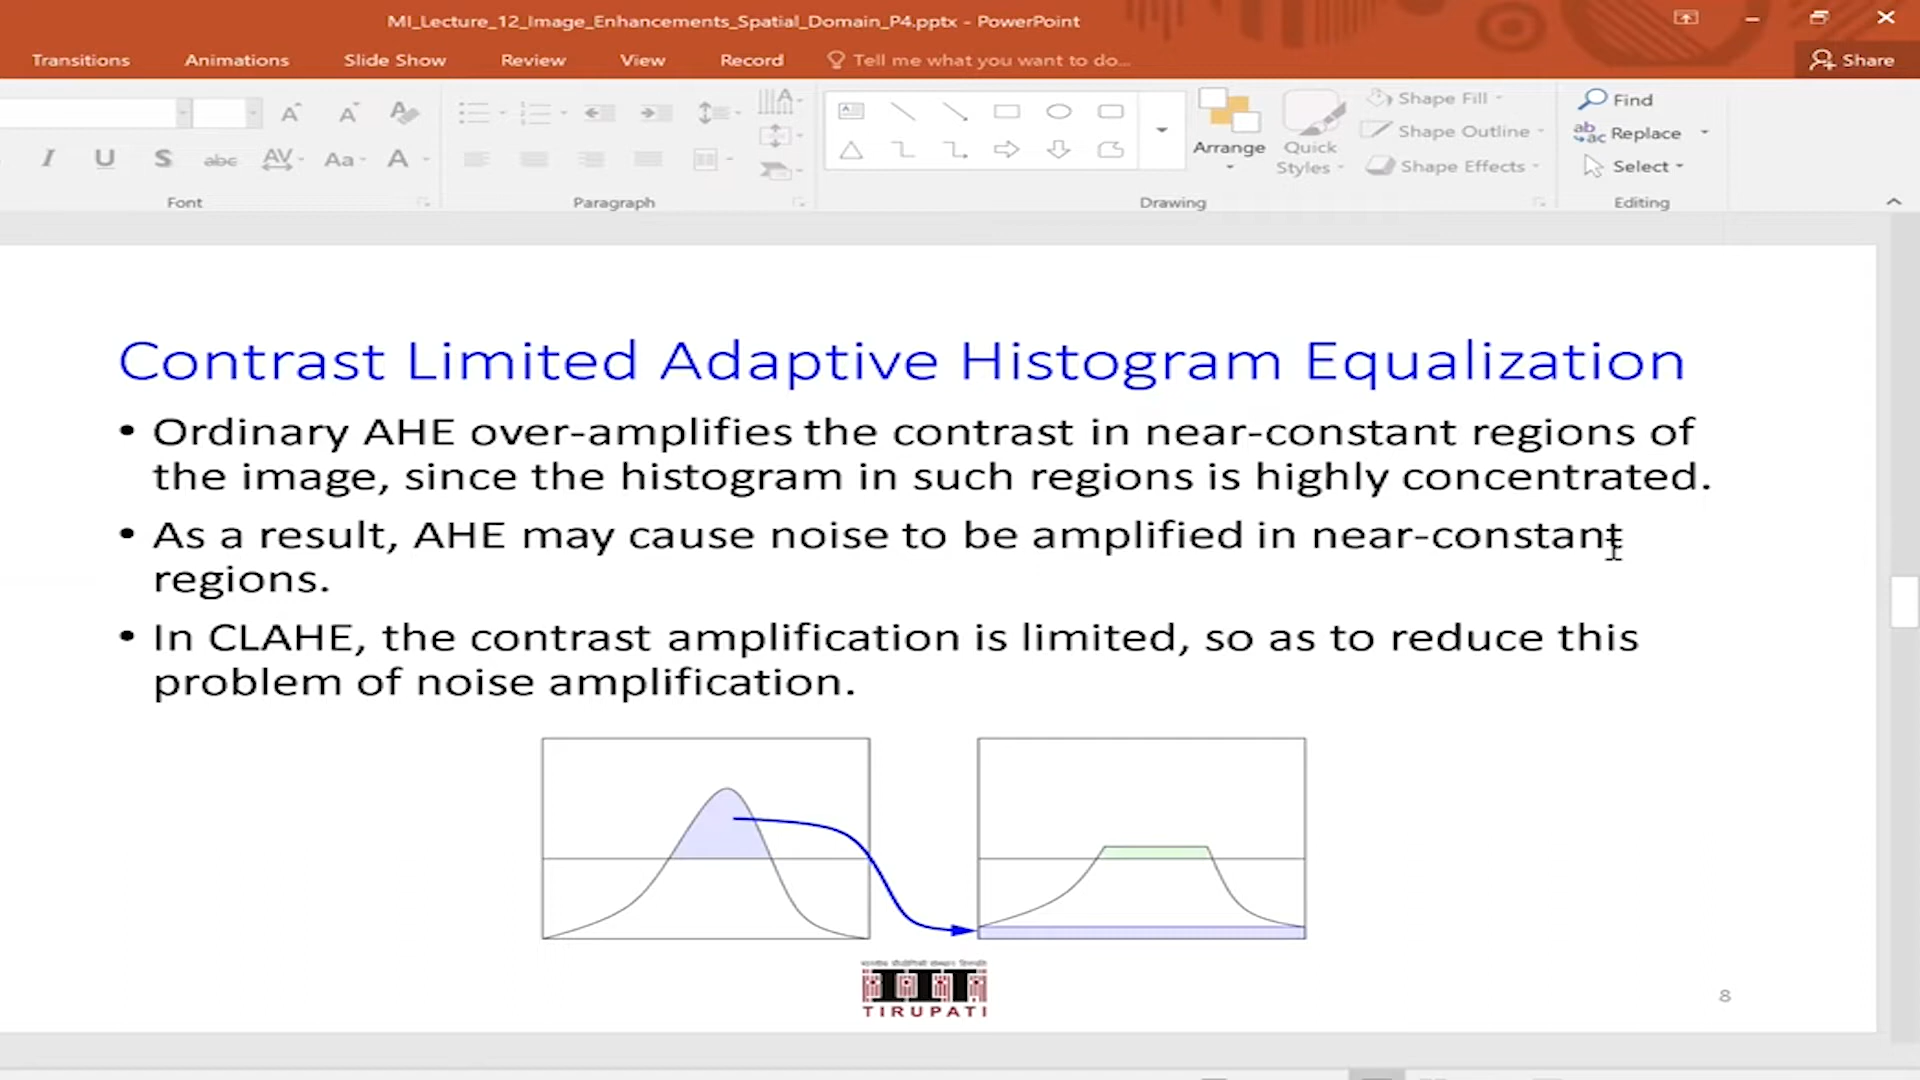 MI_Lecture_12_Image_Enhancements_Spatial_Domain_P4.pptx - PowerPoint
Transitions Animations Slide Show Review View Record Tell me what you want to do... Share
Shape Fill
Find
Shape Outline
Replace
Arrange Quick Styles
Shape Effects
Select
I U S abc AV Aa A
Font Paragraph Drawing Editing
Contrast Limited Adaptive Histogram Equalization
• Ordinary AHE over-amplifies the contrast in near-constant regions of
the image, since the histogram in such regions is highly concentrated.
• As a result, AHE may cause noise to be amplified in near-constant
regions.
• In CLAHE, the contrast amplification is limited, so as to reduce this
problem of noise amplification.
TIRUPATI
8